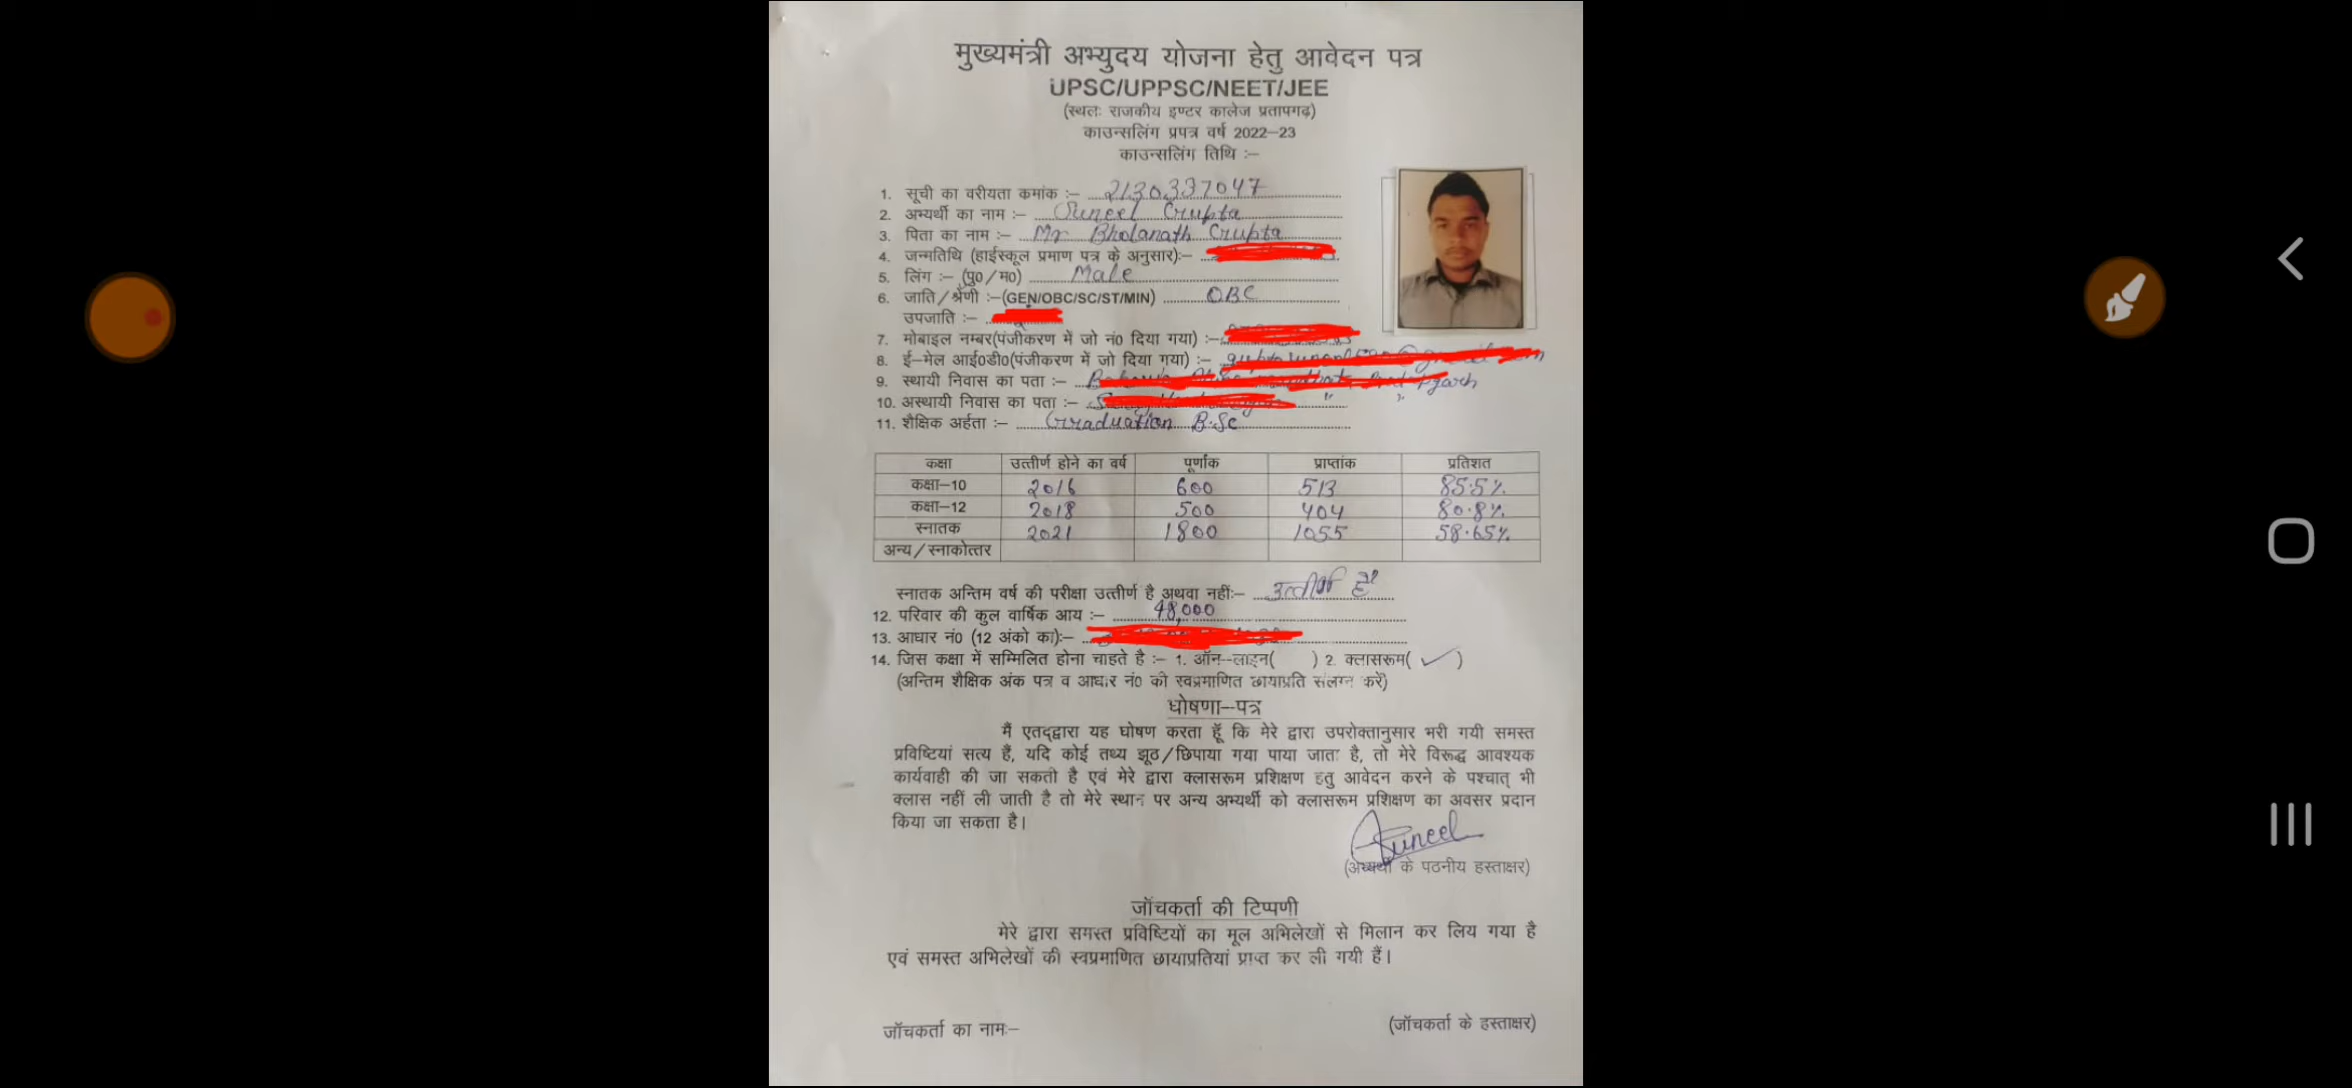 मुख्यमंत्री अभ्युदय योजना हेतु आवेदन पत्र
UPSC/UPPSC/NEET/JEE
(स्थलः राजकीय इण्टर कालेज प्रतापगढ़)
काउन्सलिंग प्रपत्र वर्ष 2022–23
काउन्सलिंग तिथि :–
1. सूची का वरीयता कमांक :– 2130337047
2. अभ्यर्थी का नाम :– Suneel Gupta
3. पिता का नाम :– Mr Bholanath Gupta
4. जन्मतिथि (हाईस्कूल प्रमाण पत्र के अनुसार):–
5. लिंग :– (पु0/म0) Male
6. जाति/श्रेणी :–(GEN/OBC/SC/ST/MIN) OBC
उपजाति :–
7. मोबाइल नम्बर(पंजीकरण में जो नं0 दिया गया) :–
8. ई–मेल आई0डी0(पंजीकरण में जो दिया गया) :–
9. स्थायी निवास का पता :–
10. अस्थायी निवास का पता :–
11. शैक्षिक अर्हता :– Graduation B.Sc
कक्षा उत्तीर्ण होने का वर्ष पूर्णांक प्राप्तांक प्रतिशत
कक्षा–10 2016 600 513 85.5%
कक्षा–12 2018 500 404 80.8%
स्नातक 2021 1800 1055 58.65%
अन्य/स्नाकोत्तर
स्नातक अन्तिम वर्ष की परीक्षा उत्तीर्ण है अथवा नहीं:– उत्तीर्ण है
12. परिवार की कुल वार्षिक आय :– 48,000
13. आधार नं0 (12 अंको का):–
14. जिस कक्षा में सम्मिलित होना चाहते है :– 1. ऑन–लाइन( ) 2. क्लासरूम( ✓ )
(अन्तिम शैक्षिक अंक पत्र व आधार नं0 की स्वप्रमाणित छायाप्रति संलग्न करें)
घोषणा–पत्र
मैं एतद्द्वारा यह घोषण करता हूँ कि मेरे द्वारा उपरोक्तानुसार भरी गयी समस्त
प्रविष्टियां सत्य हैं, यदि कोई तथ्य झूठ/छिपाया गया पाया जाता है, तो मेरे विरूद्ध आवश्यक
कार्यवाही की जा सकती है एवं मेरे द्वारा क्लासरूम प्रशिक्षण हेतु आवेदन करने के पश्चात् भी
क्लास नहीं ली जाती है तो मेरे स्थान पर अन्य अभ्यर्थी को क्लासरूम प्रशिक्षण का अवसर प्रदान
किया जा सकता है।
Suneel
(अभ्यर्थी के पठनीय हस्ताक्षर)
जॉचकर्ता की टिप्पणी
मेरे द्वारा समस्त प्रविष्टियों का मूल अभिलेखों से मिलान कर लिय गया है
एवं समस्त अभिलेखों की स्वप्रमाणित छायाप्रतियां प्राप्त कर ली गयी हैं।
जॉचकर्ता का नामः–
(जॉचकर्ता के हस्ताक्षर)